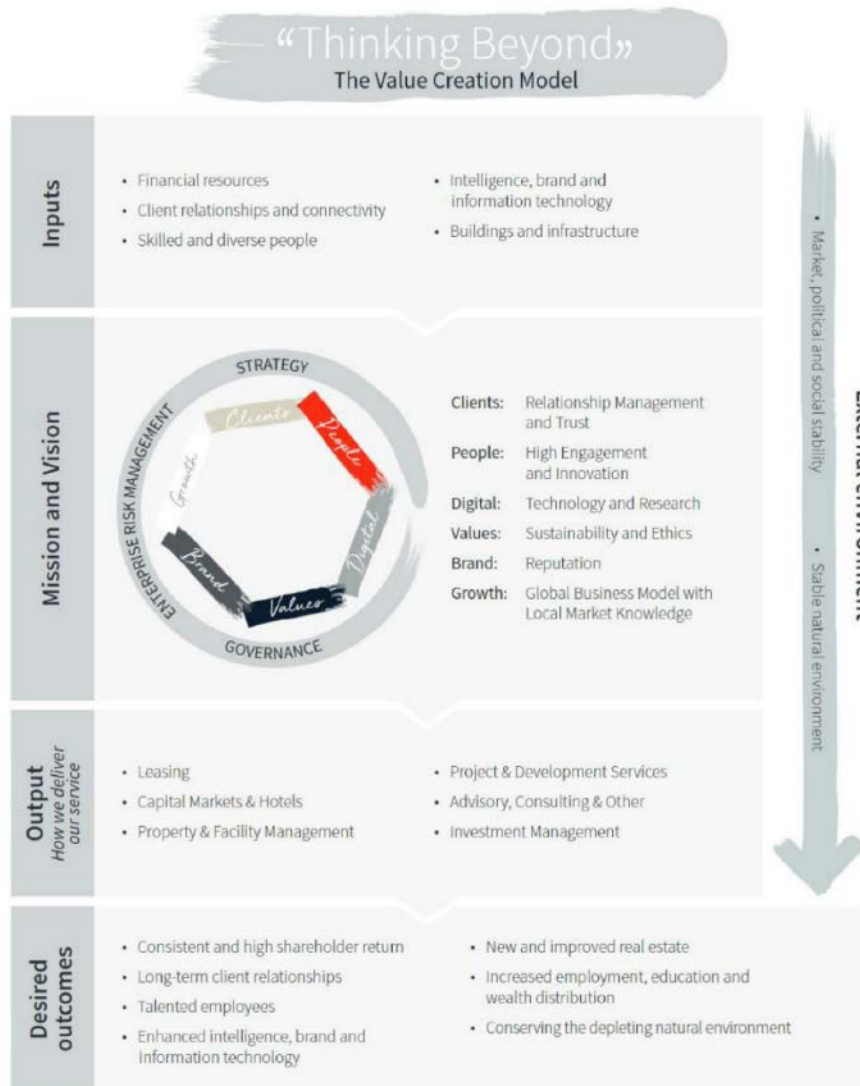 “Thinking Beyond”
The Value Creation Model
Inputs
• Financial resources
• Client relationships and connectivity
• Skilled and diverse people
• Intelligence, brand and
information technology
• Buildings and infrastructure
Mission and Vision
STRATEGY
ENTERPRISE RISK MANAGEMENT
GOVERNANCE
Clients
People
Digital
Values
Brand
Growth
Clients: Relationship Management
and Trust
People: High Engagement
and Innovation
Digital: Technology and Research
Values: Sustainability and Ethics
Brand: Reputation
Growth: Global Business Model with
Local Market Knowledge
Output
How we deliver
our service
• Leasing
• Capital Markets & Hotels
• Property & Facility Management
• Project & Development Services
• Advisory, Consulting & Other
• Investment Management
Desired
outcomes
• Consistent and high shareholder return
• Long-term client relationships
• Talented employees
• Enhanced intelligence, brand and
information technology
• New and improved real estate
• Increased employment, education and
wealth distribution
• Conserving the depleting natural environment
• Market, political and social stability
• Stable natural environment